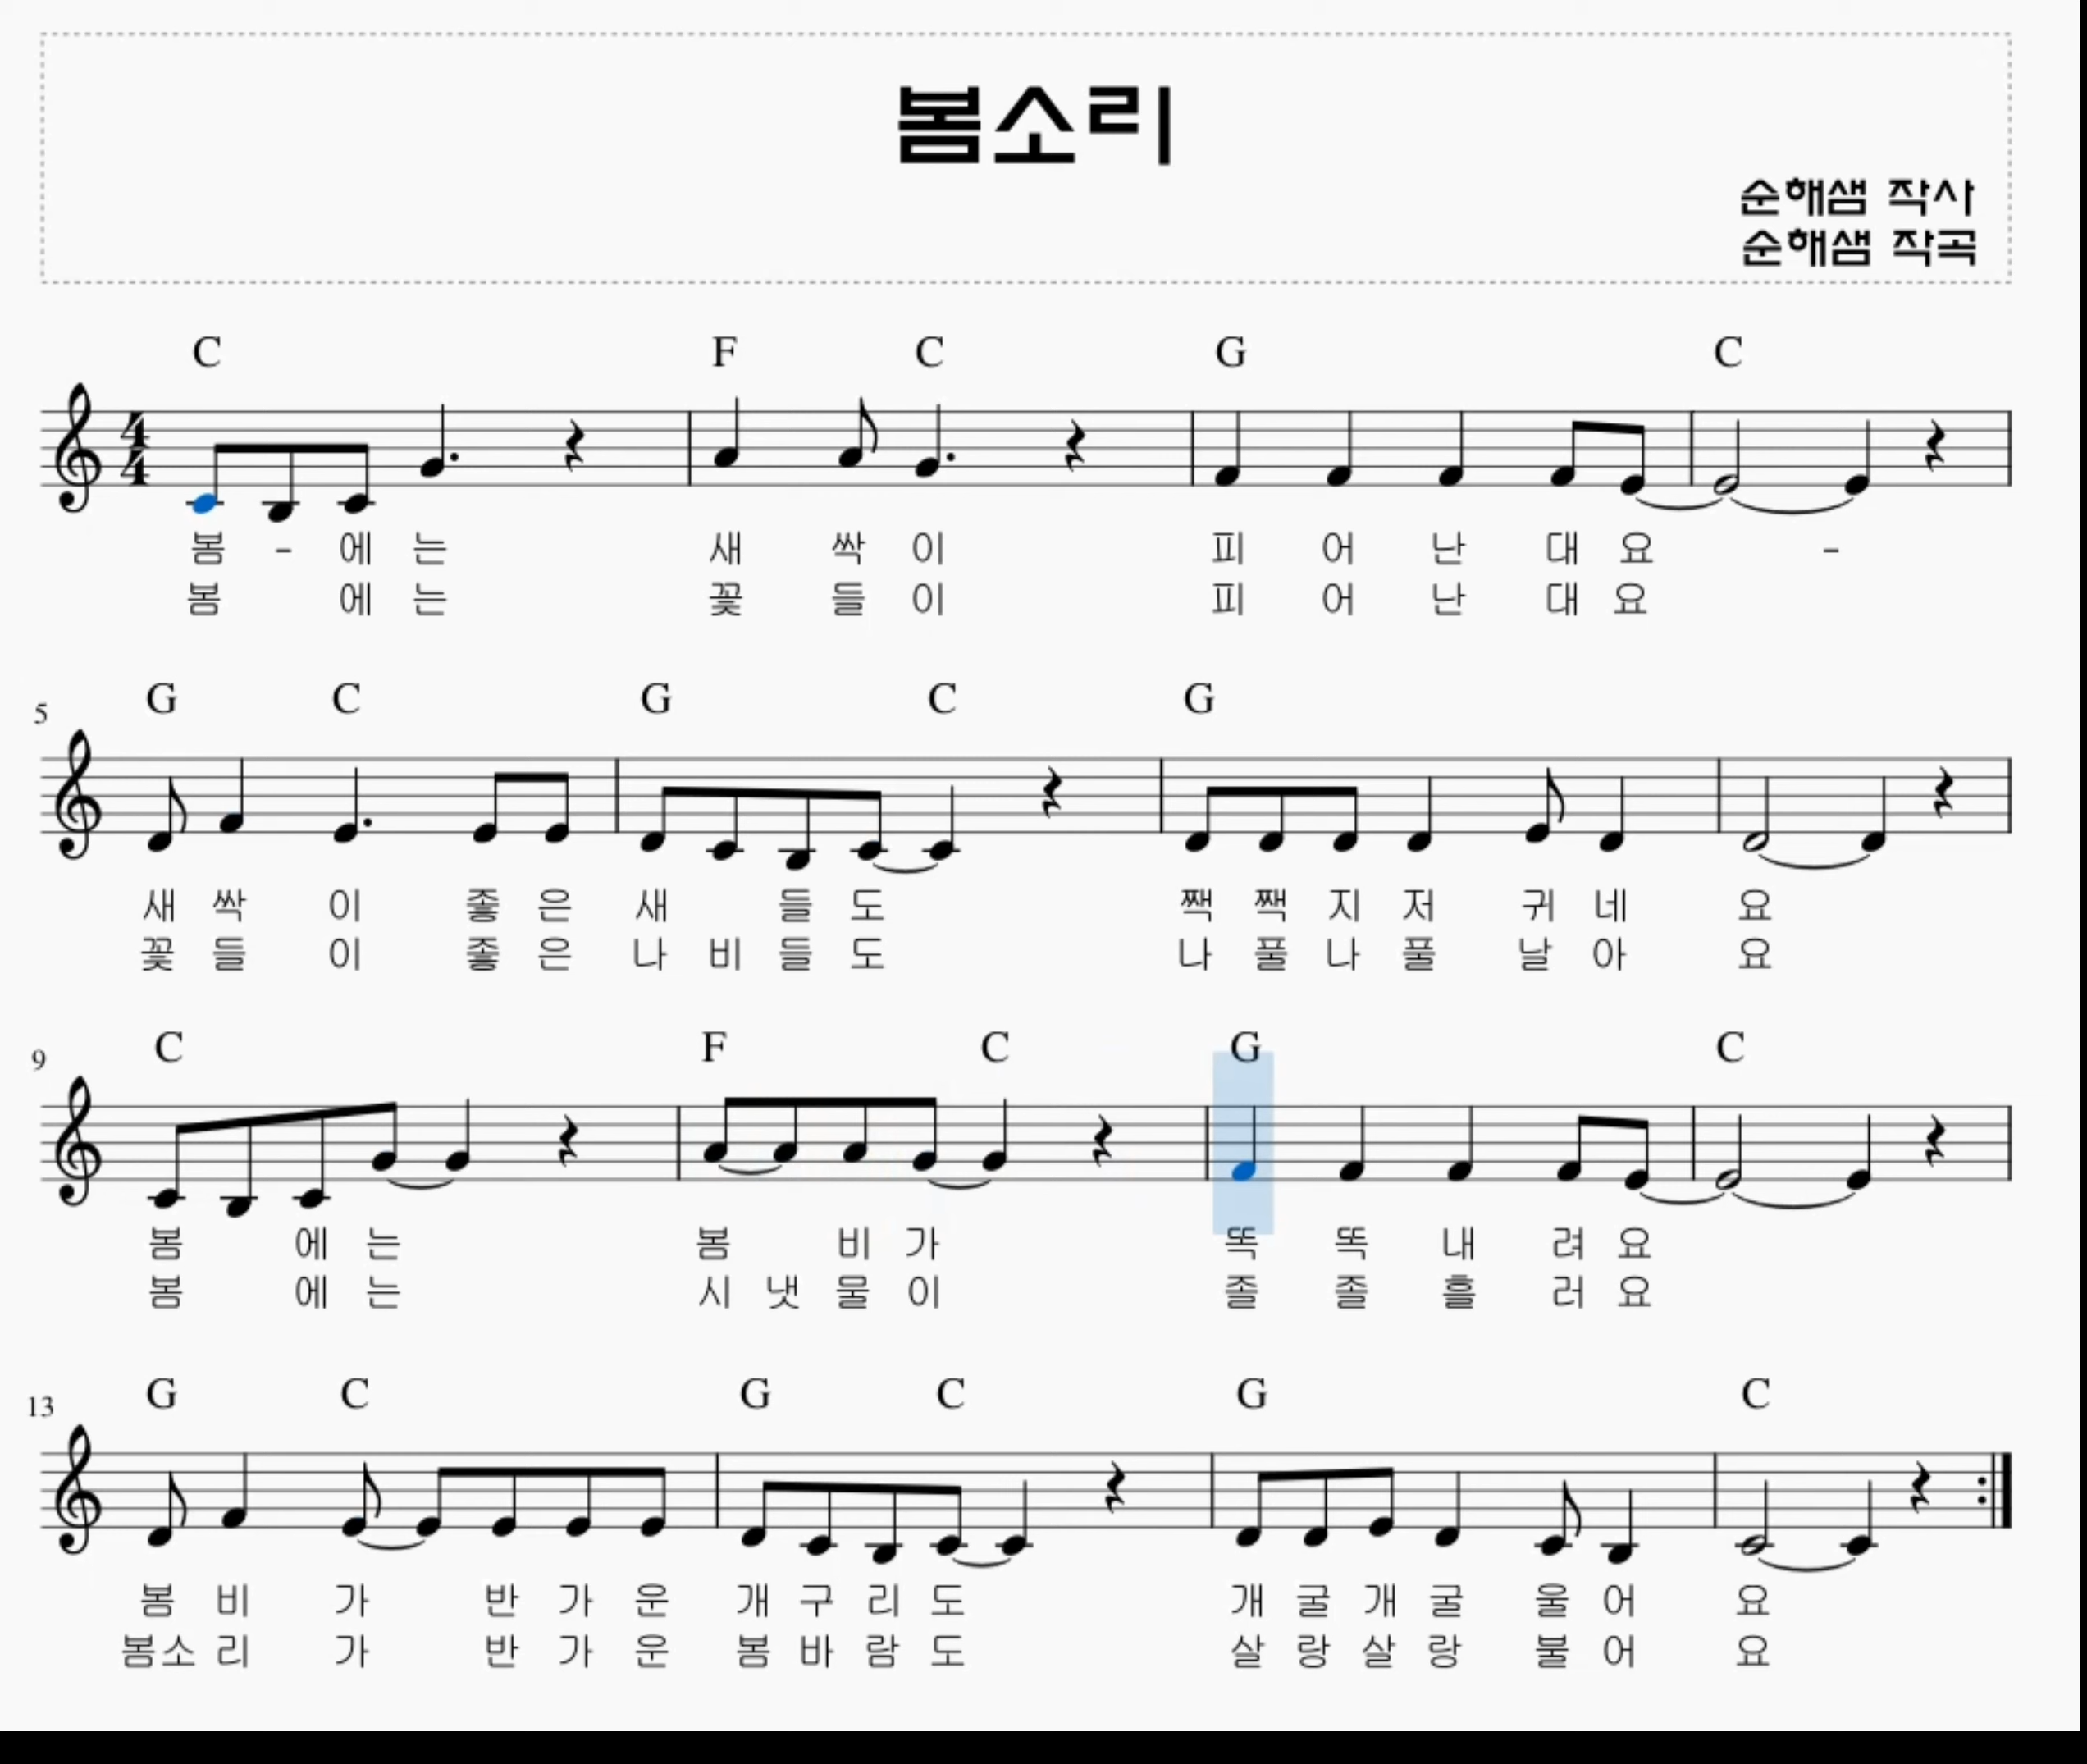 봄소리
순해샘 작사
순해샘 작곡
C F C G C
4
4
봄 - 에 는 새 싹 이 피 어 난 대 요 -
봄 에 는 꽃 들 이 피 어 난 대 요
G C G C G
5
새 싹 이 좋 은 새 들 도 짹 짹 지 저 귀 네 요
꽃 들 이 좋 은 나 비 들 도 나 풀 나 풀 날 아 요
C F C G C
9
봄 에 는 봄 비 가 똑 똑 내 려 요
봄 에 는 시 냇 물 이 졸 졸 흘 러 요
G C G C G C
13
봄 비 가 반 가 운 개 구 리 도 개 굴 개 굴 울 어 요
봄소 리 가 반 가 운 봄 바 람 도 살 랑 살 랑 불 어 요